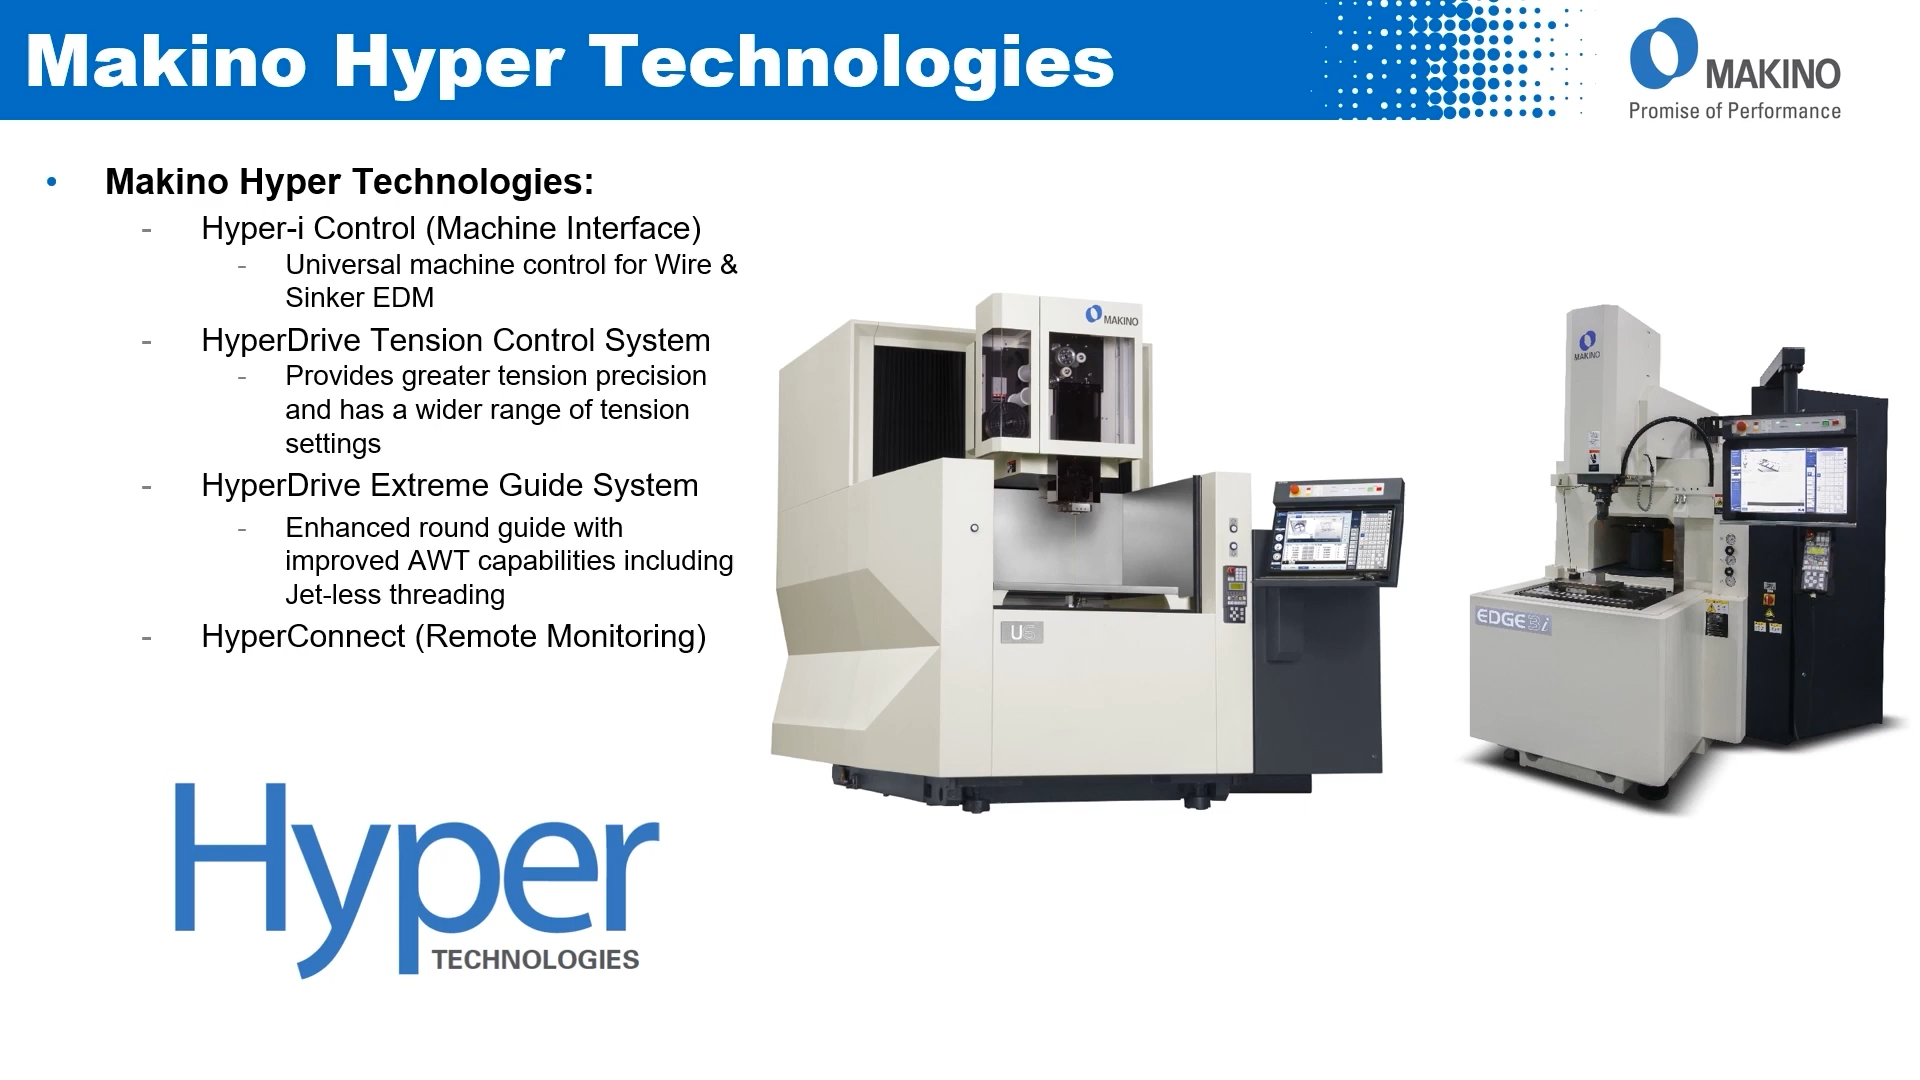 Makino Hyper Technologies
MAKINO
Promise of Performance
• Makino Hyper Technologies:
- Hyper-i Control (Machine Interface)
- Universal machine control for Wire &
Sinker EDM
- HyperDrive Tension Control System
- Provides greater tension precision
and has a wider range of tension
settings
- HyperDrive Extreme Guide System
- Enhanced round guide with
improved AWT capabilities including
Jet-less threading
- HyperConnect (Remote Monitoring)
MAKINO
U6
MAKINO
EDGE3i
Hyper
TECHNOLOGIES